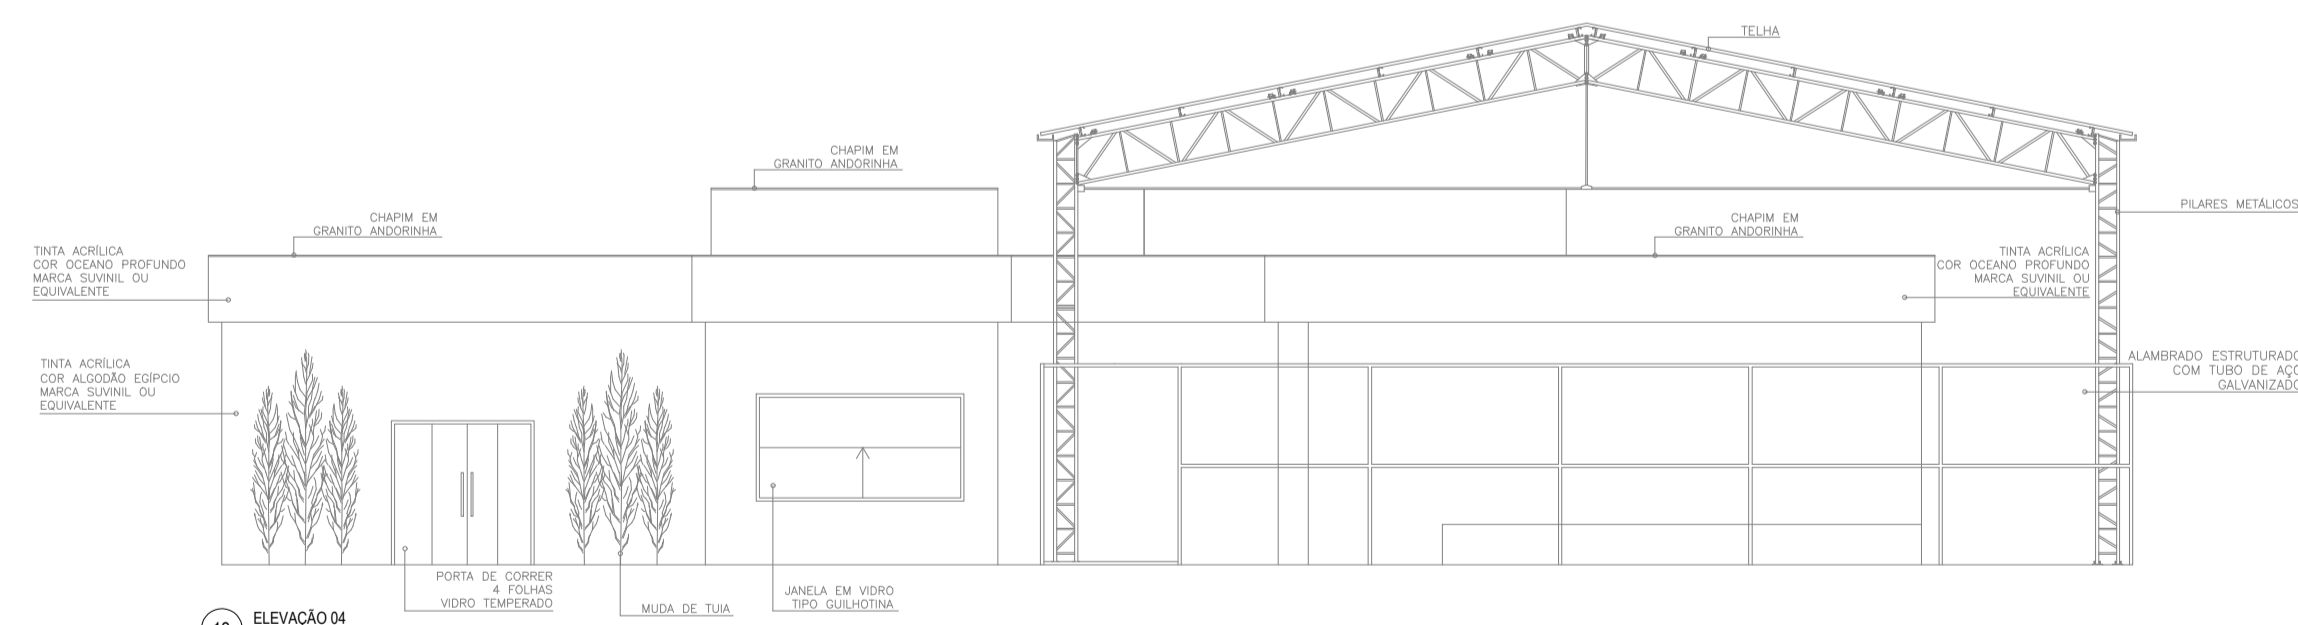 TELHA
CHAPIM EM
GRANITO ANDORINHA
CHAPIM EM
GRANITO ANDORINHA
PILARES METÁLICOS
CHAPIM EM
GRANITO ANDORINHA
TINTA ACRÍLICA
COR OCEANO PROFUNDO
MARCA SUVINIL OU
EQUIVALENTE
TINTA ACRÍLICA
COR OCEANO PROFUNDO
MARCA SUVINIL OU
EQUIVALENTE
TINTA ACRÍLICA
COR ALGODÃO EGÍPCIO
MARCA SUVINIL OU
EQUIVALENTE
ALAMBRADO ESTRUTURADO
COM TUBO DE AÇO
GALVANIZADO
PORTA DE CORRER
4 FOLHAS
VIDRO TEMPERADO
MUDA DE TUIA
JANELA EM VIDRO
TIPO GUILHOTINA
ELEVAÇÃO 04